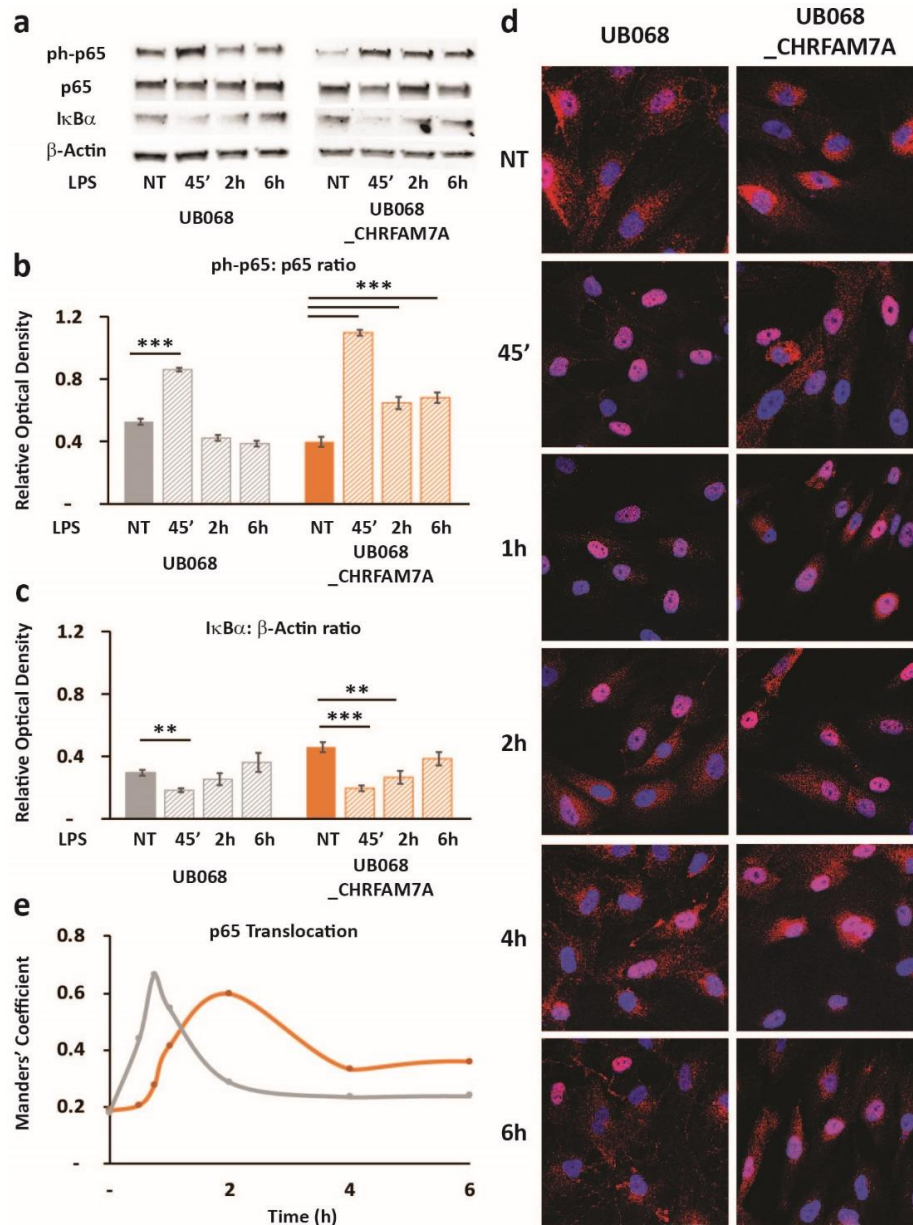 a
ph-p65
p65
IκBα
β-Actin
LPS NT 45’ 2h 6h NT 45’ 2h 6h
UB068 UB068
_CHRFAM7A
b
ph-p65: p65 ratio
Relative Optical Density
1.2
0.8
0.4
-
***
***
LPS NT 45’ 2h 6h NT 45’ 2h 6h
UB068 UB068
_CHRFAM7A
c
IκBα: β-Actin ratio
Relative Optical Density
1.2
0.8
0.4
-
**
**
***
LPS NT 45’ 2h 6h NT 45’ 2h 6h
UB068 UB068
_CHRFAM7A
e
p65 Translocation
Manders’ Coefficient
0.8
0.6
0.4
0.2
-
- 2 4 6
Time (h)
d
UB068 UB068
_CHRFAM7A
NT
45’
1h
2h
4h
6h